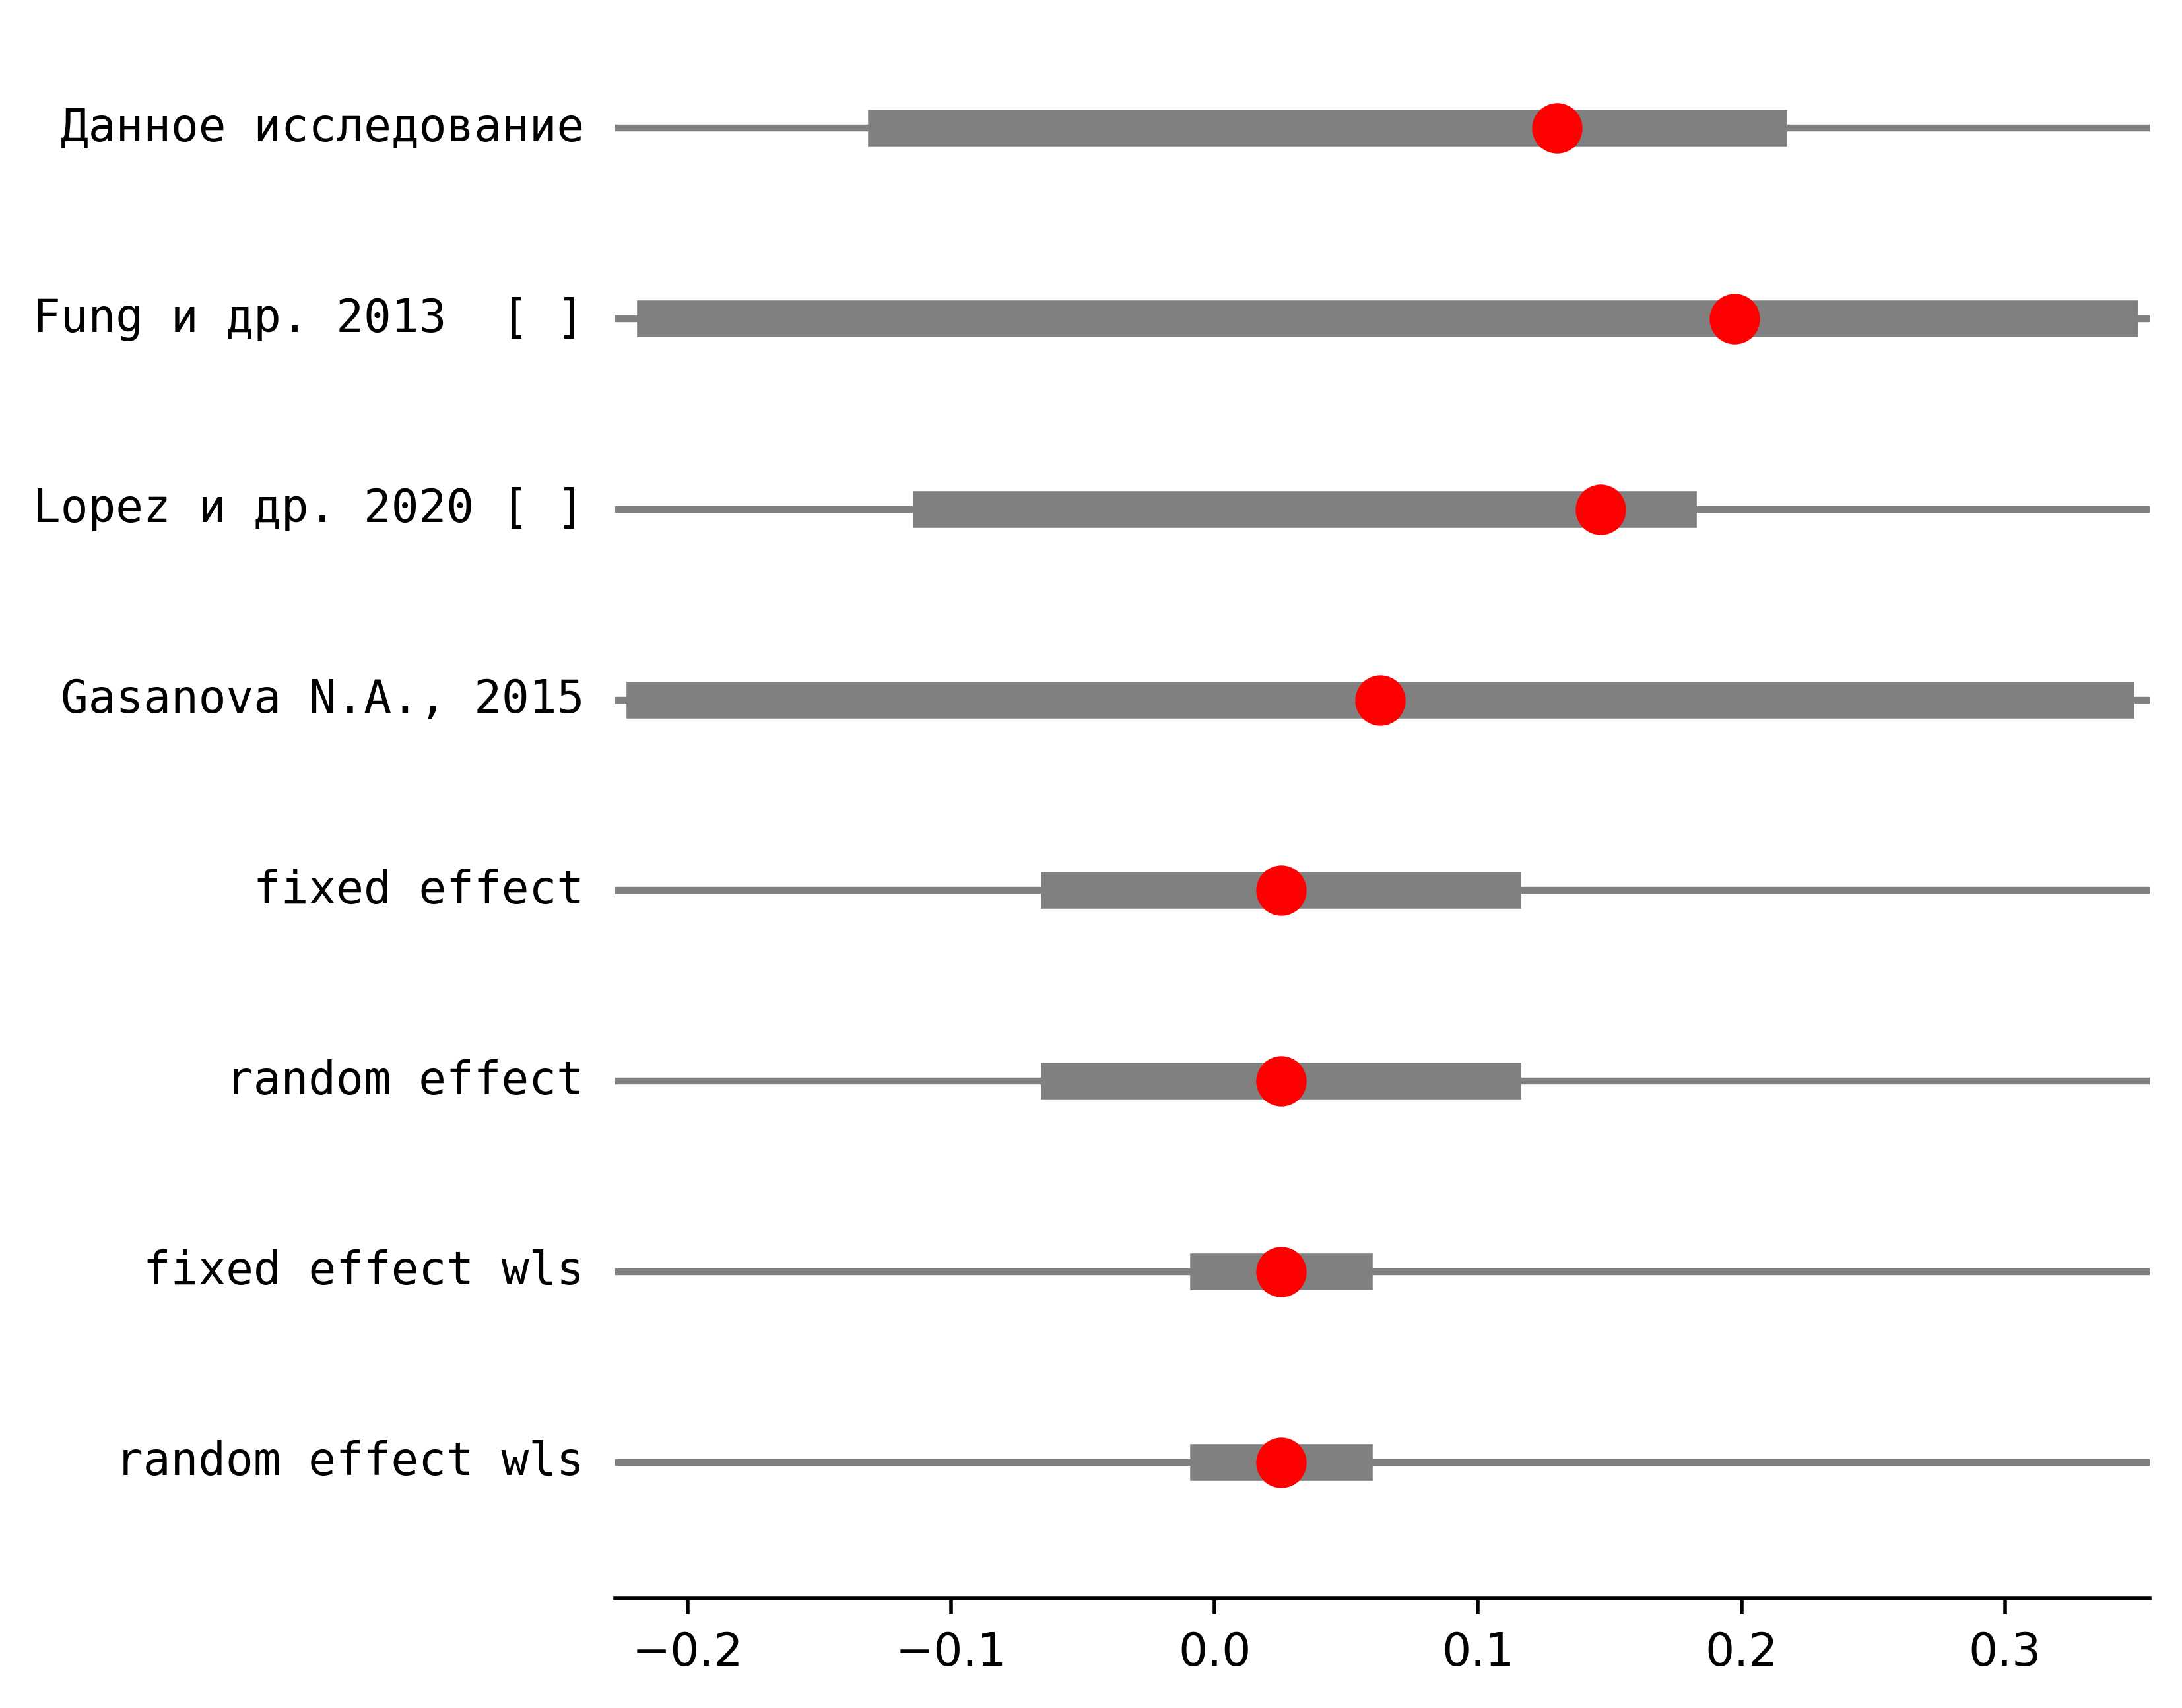 Данное исследование
Fung и др. 2013  [ ]
Lopez и др. 2020 [ ]
Gasanova N.A., 2015
fixed effect
random effect
fixed effect wls
random effect wls
−0.2 −0.1 0.0 0.1 0.2 0.3